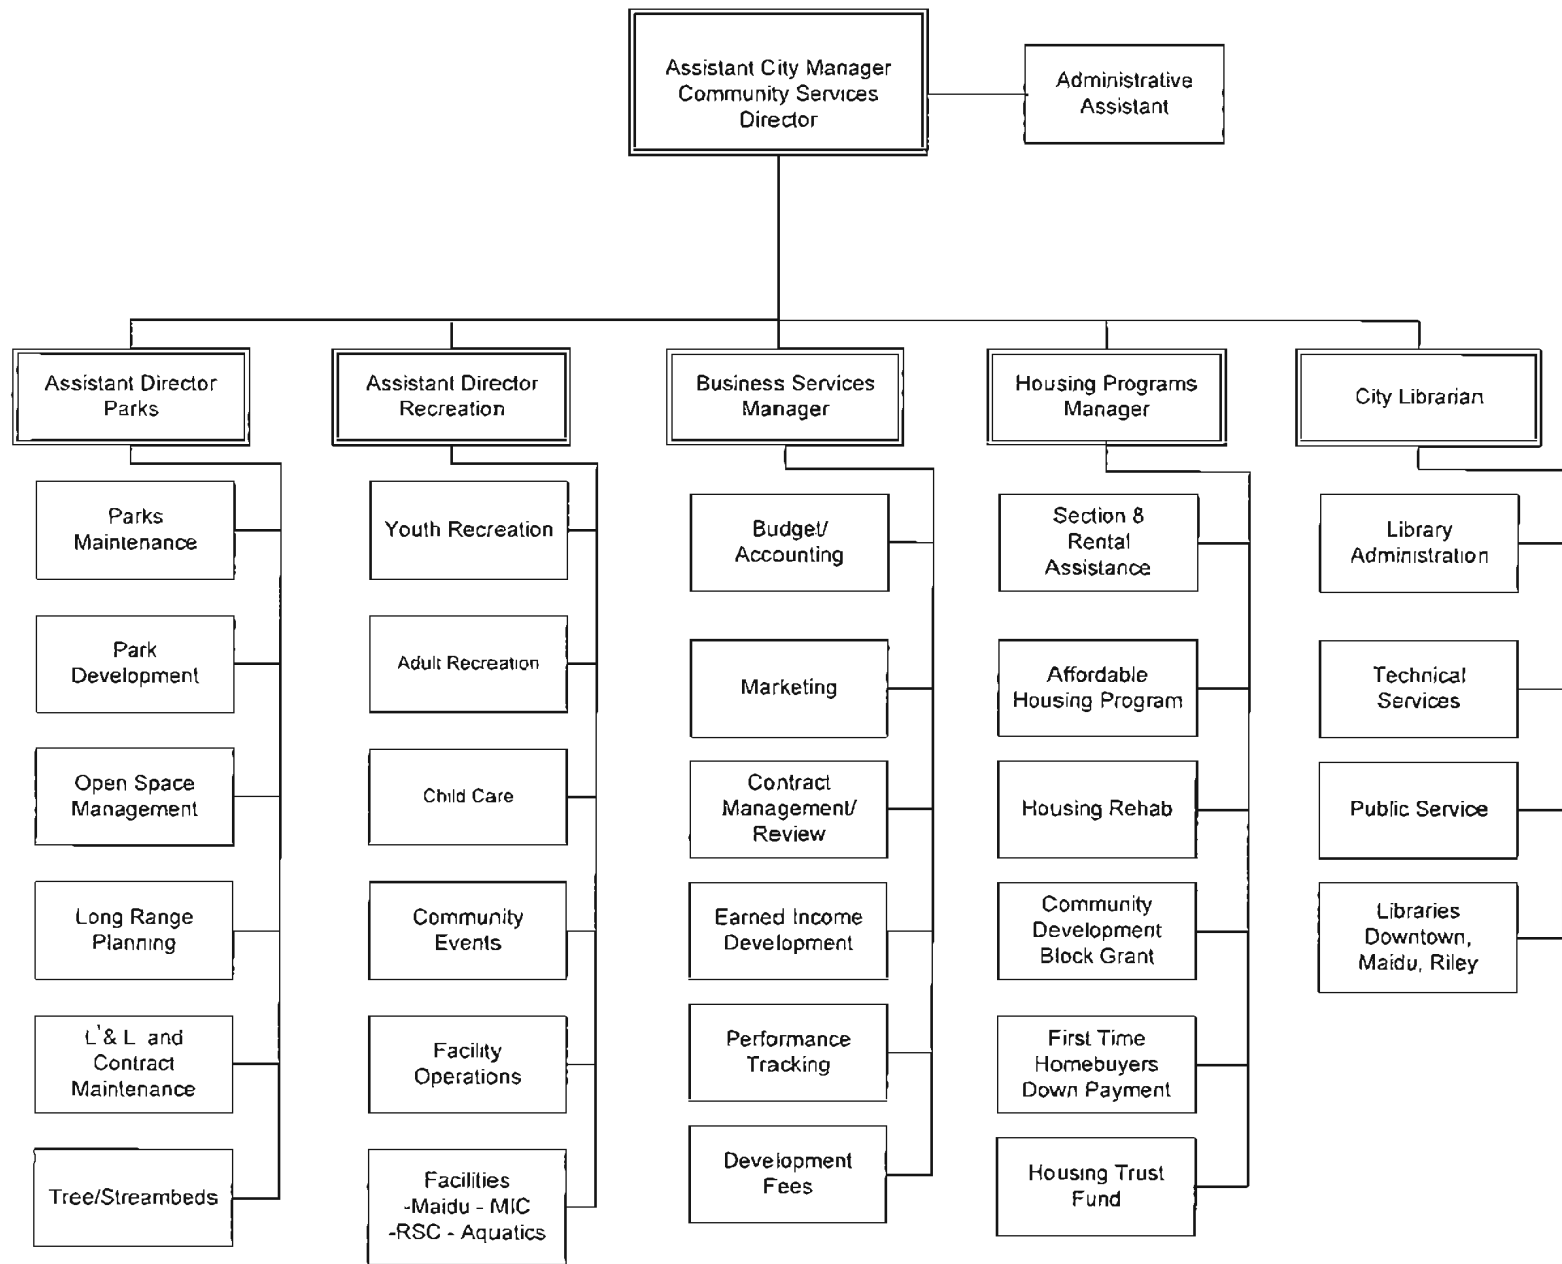 Assistant City Manager
Community Services
Director
Administrative
Assistant
Assistant Director
Parks
Assistant Director
Recreation
Business Services
Manager
Housing Programs
Manager
City Librarian
Parks
Maintenance
Park
Development
Open Space
Management
Long Range
Planning
L & L and
Contract
Maintenance
Tree/Streambeds
Youth Recreation
Adult Recreation
Child Care
Community
Events
Facility
Operations
Facilities
-Maidu - MIC
-RSC - Aquatics
Budget/
Accounting
Marketing
Contract
Management/
Review
Earned Income
Development
Performance
Tracking
Development
Fees
Section 8
Rental
Assistance
Affordable
Housing Program
Housing Rehab
Community
Development
Block Grant
First Time
Homebuyers
Down Payment
Housing Trust
Fund
Library
Administration
Technical
Services
Public Service
Libraries
Downtown,
Maidu, Riley